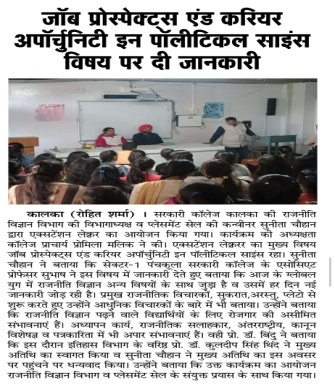 जॉब प्रोस्पेक्ट्स एंड करियर
अपॉर्चुनिटी इन पॉलीटिकल साइंस
विषय पर दी जानकारी
कालका (रोहित शर्मा) । सरकारी कॉलेज कालका की राजनीति
विज्ञान विभाग की विभागाध्यक्ष व प्लेसमेंट सेल की कन्वीनर सुनीता चौहान
द्वारा एक्सटेंशन लेक्चर का आयोजन किया गया। कार्यक्रम की अध्यक्षता
कॉलेज प्राचार्य प्रोमिला मलिक ने की। एक्सटेंशन लेक्चरर का मुख्य विषय
जॉब प्रोस्पेक्ट्स एंड करियर अपॉर्चुनिटी इन पॉलीटिकल साइंस रहा। सुनीता
चौहान ने बताया कि सेक्टर-1 पंचकूला सरकारी कॉलेज के एसोसिएट
प्रोफेसर सुभाष ने इस विषय में जानकारी देते हुए बताया कि आज के ग्लोबल
युग में राजनीति विज्ञान अन्य विषयों के साथ जुड़ा है व उसमें हर दिन नई
जानकारी जोड़ रही है। प्रमुख राजनीतिक विचारकों, सुकरात,अरस्तु, प्लेटो से
शुरू करते हुए उन्होंने आधुनिक विचारकों के बारे में भी बताया। उन्होंने बताया
कि राजनीति विज्ञान पढ़ने वाले विद्यार्थियों के लिए रोजगार की असीमित
संभावनाएं हैं। अध्यापन कार्य, राजनीतिक सलाहकार, अंतरराष्ट्रीय, कानून
विशेषज्ञ व पत्रकारिता में भी अपार संभावनाएं हैं। वही प्रो. डॉ. बिंदु ने बताया
कि इस दौरान इतिहास विभाग के वरिष्ठ प्रो. डॉ. कुलदीप सिंह थिंद ने मुख्य
अतिथि का स्वागत किया व सुनीता चौहान ने मुख्य अतिथि का इस अवसर
पर पहुंचने पर धन्यवाद किया। उन्होंने बताया कि उक्त कार्यक्रम का आयोजन
राजनीति विज्ञान विभाग व प्लेसमेंट सेल के संयुक्त प्रयास के साथ किया गया।